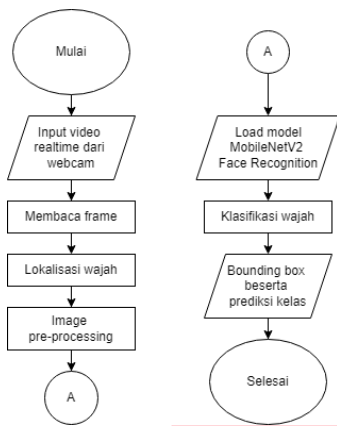 Mulai
Input video
realtime dari
webcam
Membaca frame
Lokalisasi wajah
Image
pre-processing
A
A
Load model
MobileNetV2
Face Recognition
Klasifikasi wajah
Bounding box
beserta
prediksi kelas
Selesai